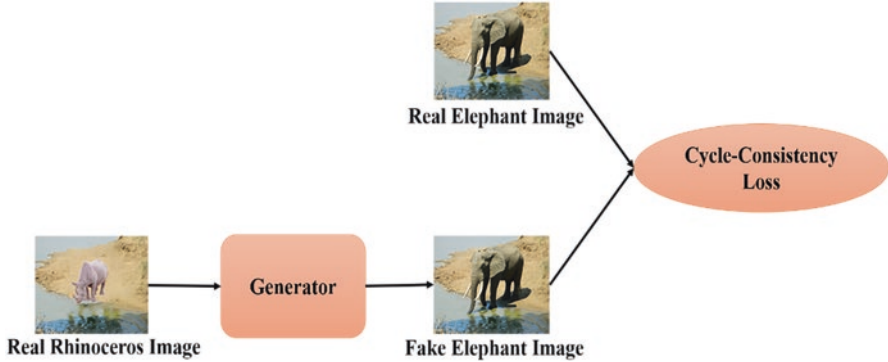 Real Elephant Image
Cycle-Consistency
Loss
Generator
Real Rhinoceros Image
Fake Elephant Image